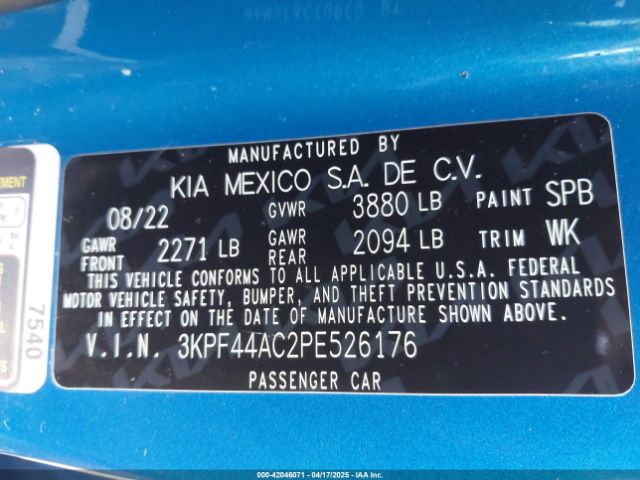 MANUFACTURED BY
KIA MEXICO S.A. DE C.V.
08/22 GVWR 3880 LB PAINT SPB
GAWR FRONT 2271 LB GAWR REAR 2094 LB TRIM WK
THIS VEHICLE CONFORMS TO ALL APPLICABLE U.S.A. FEDERAL
MOTOR VEHICLE SAFETY, BUMPER, AND THEFT PREVENTION STANDARDS
IN EFFECT ON THE DATE OF MANUFACTURE SHOWN ABOVE.
V.I.N. 3KPF44AC2PE526176
PASSENGER CAR
7540
000-42046071 - 04/17/2025 - IAAI.COM